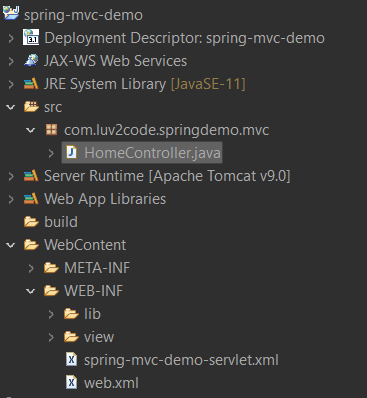 spring-mvc-demo
3.1 Deployment Descriptor: spring-mvc-demo
JAX-WS Web Services
JRE System Library [JavaSE-11]
src
com.luv2code.springdemo.mvc
J HomeController.java
Server Runtime [Apache Tomcat v9.0]
Web App Libraries
build
WebContent
META-INF
WEB-INF
lib
view
X spring-mvc-demo-servlet.xml
X web.xml